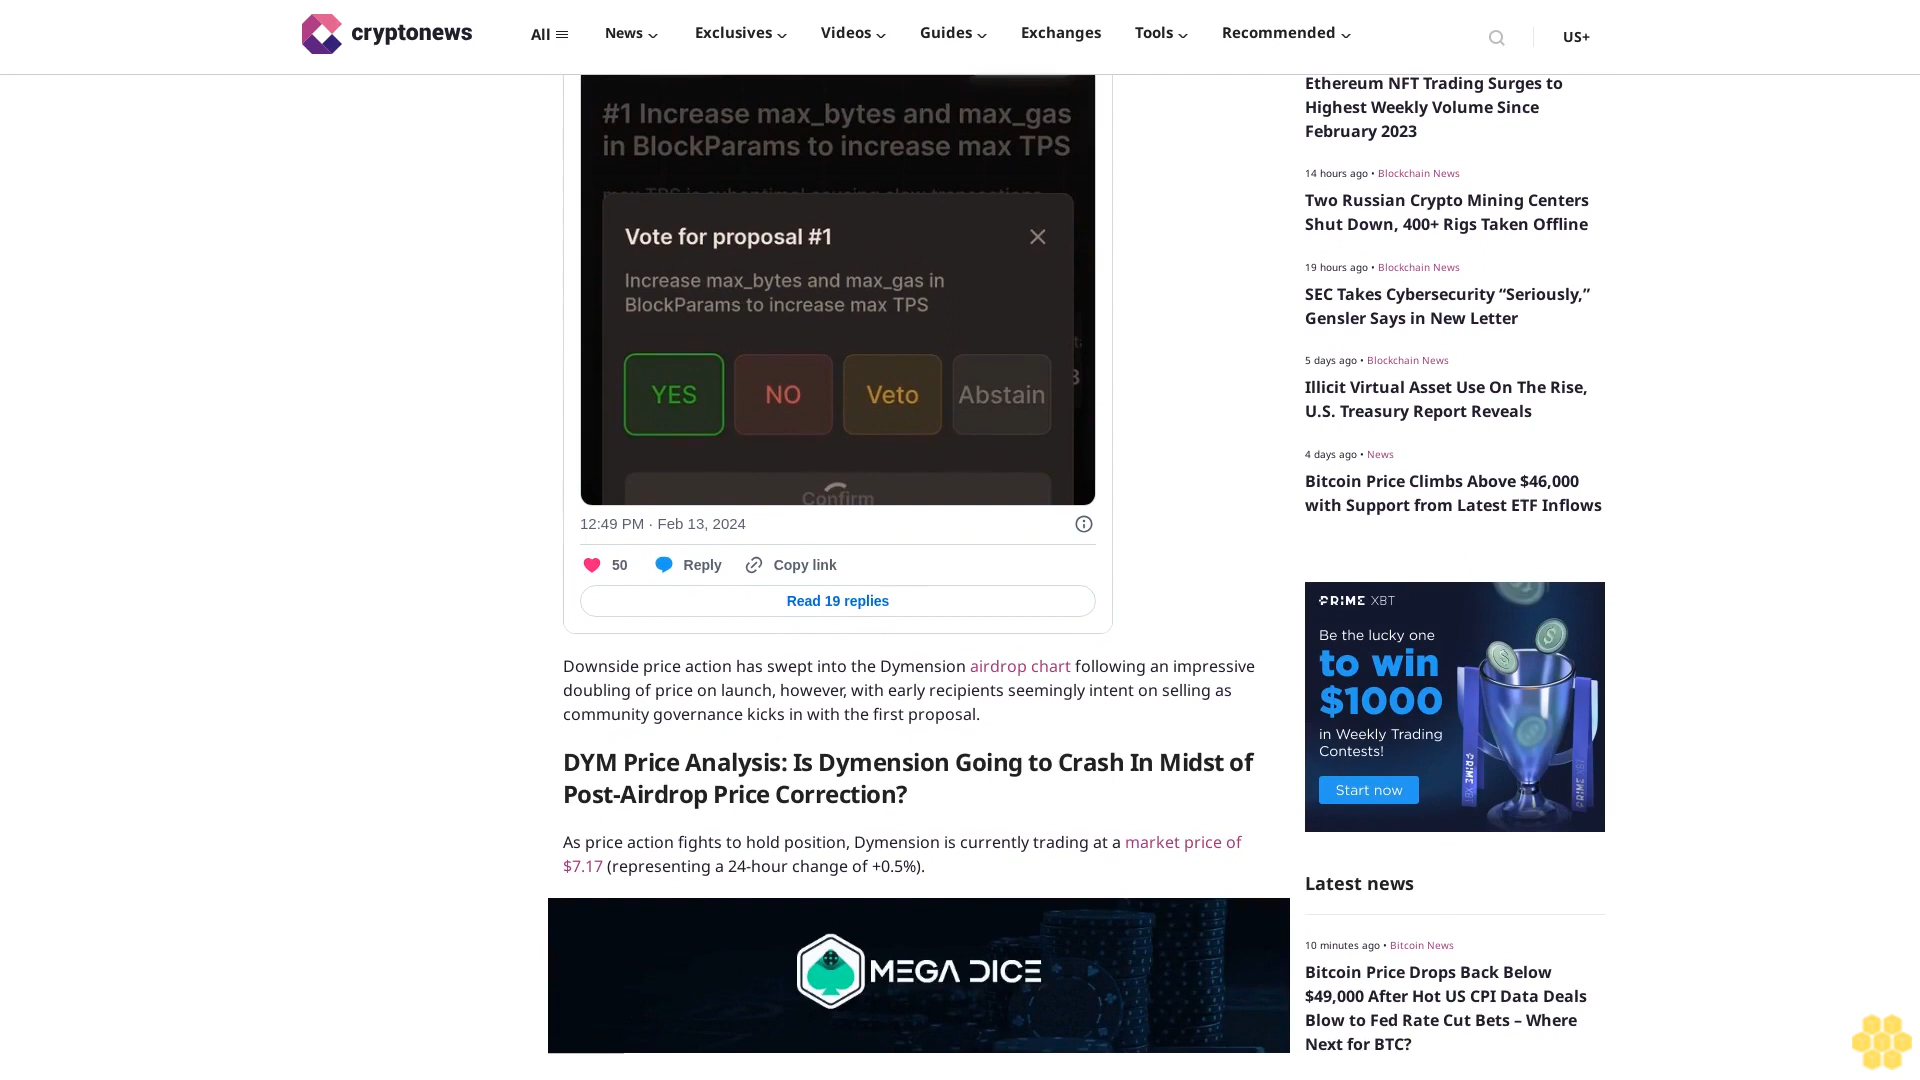 cryptonews
All
News
Exclusives
Videos
Guides
Exchanges
Tools
Recommended
US+
#1 Increase max_bytes and max_gas
in BlockParams to increase max TPS
max TPS is suboptimal causing slow transactions
Vote for proposal #1
Increase max_bytes and max_gas in
BlockParams to increase max TPS
YES
NO
Veto
Abstain
Confirm
12:49 PM · Feb 13, 2024
50
Reply
Copy link
Read 19 replies
Downside price action has swept into the Dymension airdrop chart following an impressive
doubling of price on launch, however, with early recipients seemingly intent on selling as
community governance kicks in with the first proposal.
DYM Price Analysis: Is Dymension Going to Crash In Midst of
Post-Airdrop Price Correction?
As price action fights to hold position, Dymension is currently trading at a market price of
$7.17 (representing a 24-hour change of +0.5%).
MEGA DICE
Ethereum NFT Trading Surges to
Highest Weekly Volume Since
February 2023
14 hours ago • Blockchain News
Two Russian Crypto Mining Centers
Shut Down, 400+ Rigs Taken Offline
19 hours ago • Blockchain News
SEC Takes Cybersecurity “Seriously,”
Gensler Says in New Letter
5 days ago • Blockchain News
Illicit Virtual Asset Use On The Rise,
U.S. Treasury Report Reveals
4 days ago • News
Bitcoin Price Climbs Above $46,000
with Support from Latest ETF Inflows
PRIME XBT
Be the lucky one
to win
$1000
in Weekly Trading
Contests!
Start now
PRIME XBT
Latest news
10 minutes ago • Bitcoin News
Bitcoin Price Drops Back Below
$49,000 After Hot US CPI Data Deals
Blow to Fed Rate Cut Bets – Where
Next for BTC?